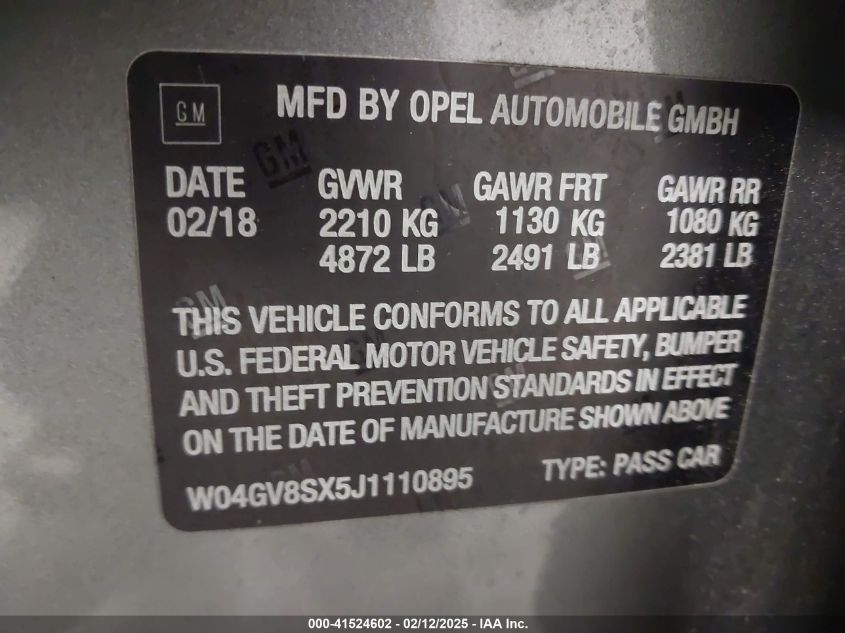 GM MFD BY OPEL AUTOMOBILE GMBH
DATE GVWR GAWR FRT GAWR RR
02/18 2210 KG 1130 KG 1080 KG
4872 LB 2491 LB 2381 LB
THIS VEHICLE CONFORMS TO ALL APPLICABLE
U.S. FEDERAL MOTOR VEHICLE SAFETY, BUMPER
AND THEFT PREVENTION STANDARDS IN EFFECT
ON THE DATE OF MANUFACTURE SHOWN ABOVE
W04GV8SX5J1110895 TYPE: PASS CAR
000-41524602 - 02/12/2025 - IAA Inc.